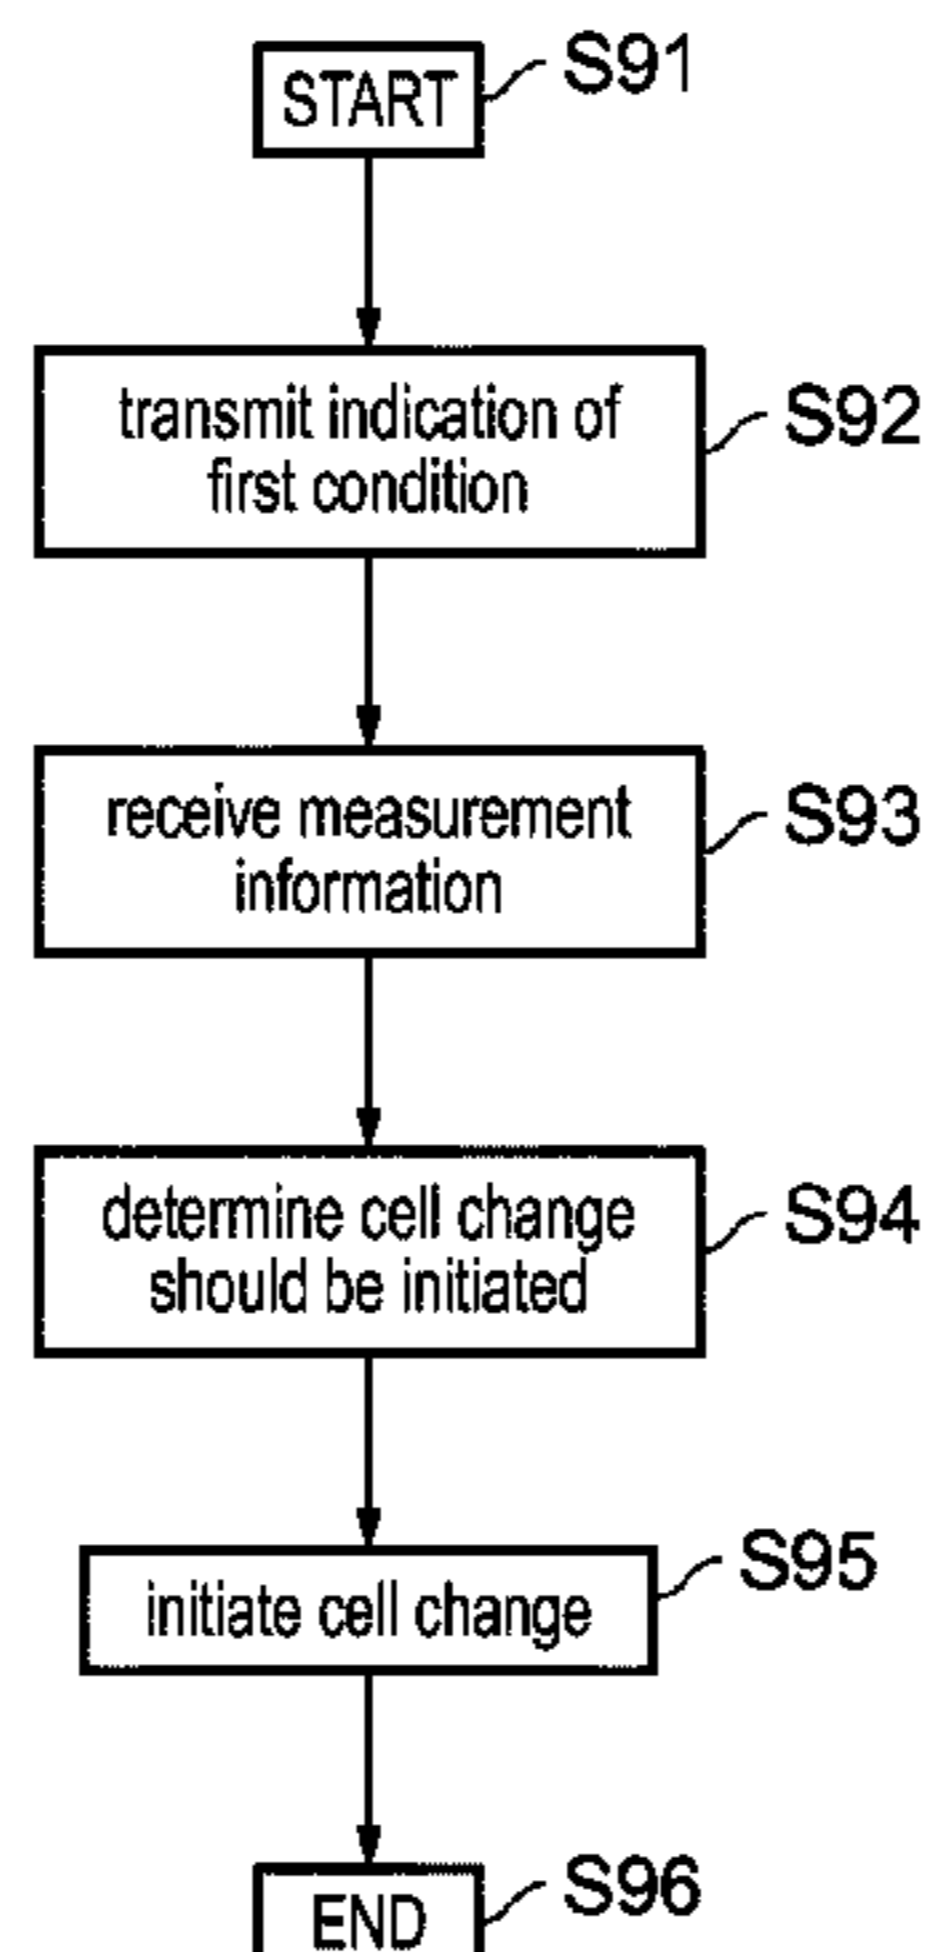 START
S91
transmit indication of
first condition
S92
receive measurement
information
S93
determine cell change
should be initiated
S94
initiate cell change
S95
END
S96